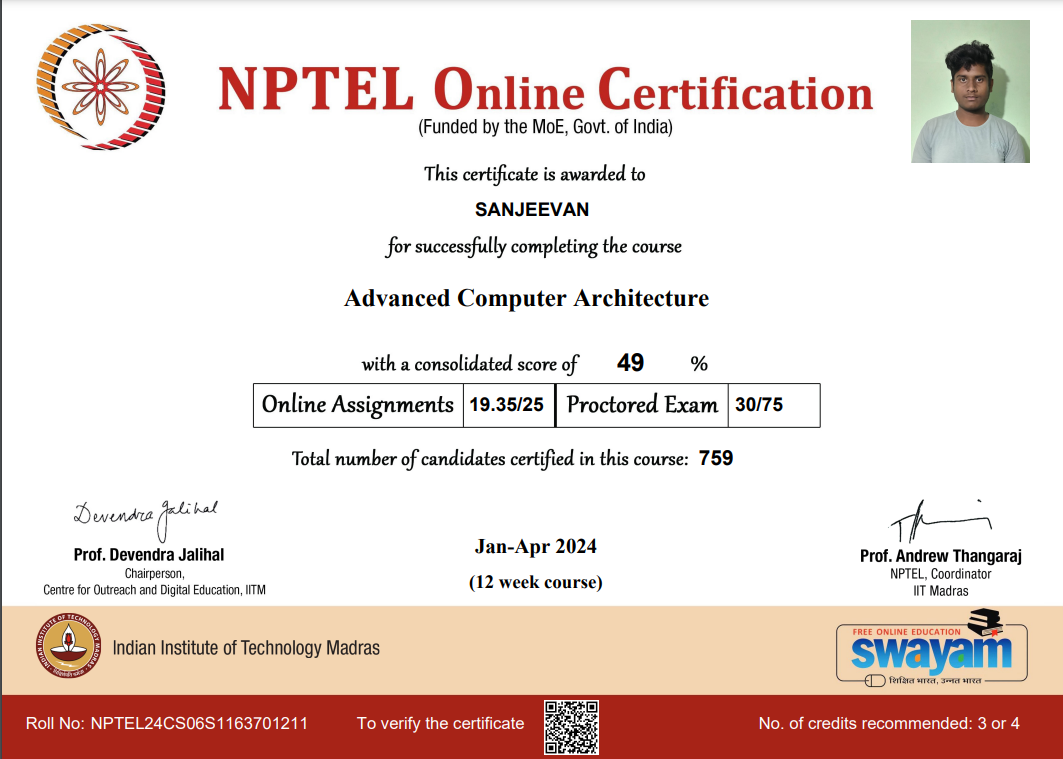 NPTEL Online Certification
(Funded by the MoE, Govt. of India)
This certificate is awarded to
SANJEEVAN
for successfully completing the course
Advanced Computer Architecture
with a consolidated score of 49 %
Online Assignments 19.35/25 Proctored Exam 30/75
Total number of candidates certified in this course: 759
Devendra Jalihal
Prof. Devendra Jalihal
Chairperson,
Centre for Outreach and Digital Education, IITM
Jan-Apr 2024
(12 week course)
Prof. Andrew Thangaraj
NPTEL, Coordinator
IIT Madras
INDIAN INSTITUTE OF TECHNOLOGY MADRAS
Indian Institute of Technology Madras
FREE ONLINE EDUCATION
swayam
शिक्षित भारत, उन्नत भारत
Roll No: NPTEL24CS06S1163701211
To verify the certificate
No. of credits recommended: 3 or 4